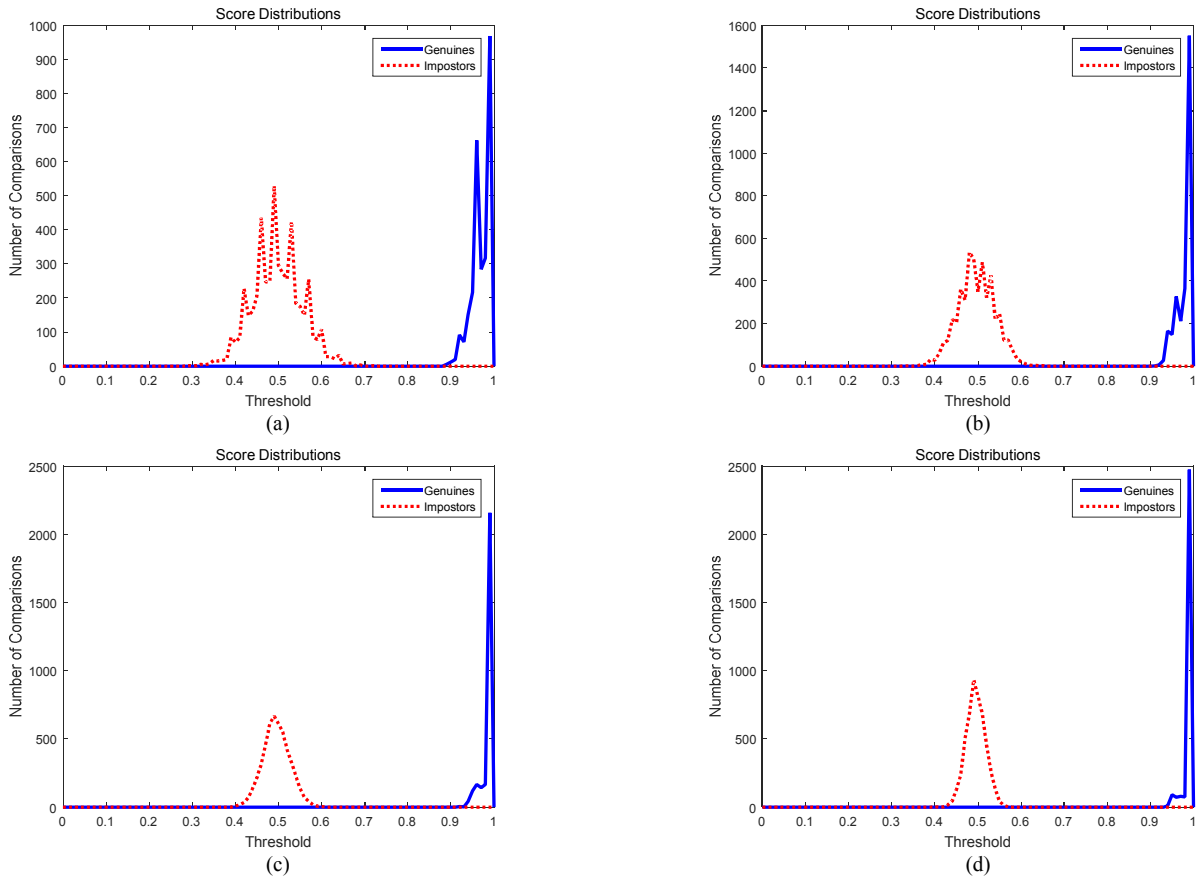 Score Distributions
1000
900
800
700
600
500
400
300
200
100
0
Number of Comparisons
Genuines
Impostors
0 0.1 0.2 0.3 0.4 0.5 0.6 0.7 0.8 0.9 1
Threshold
(a)
Score Distributions
1600
1400
1200
1000
800
600
400
200
0
Number of Comparisons
Genuines
Impostors
0 0.1 0.2 0.3 0.4 0.5 0.6 0.7 0.8 0.9 1
Threshold
(b)
Score Distributions
2500
2000
1500
1000
500
0
Number of Comparisons
Genuines
Impostors
0 0.1 0.2 0.3 0.4 0.5 0.6 0.7 0.8 0.9 1
Threshold
(c)
Score Distributions
2500
2000
1500
1000
500
0
Number of Comparisons
Genuines
Impostors
0 0.1 0.2 0.3 0.4 0.5 0.6 0.7 0.8 0.9 1
Threshold
(d)